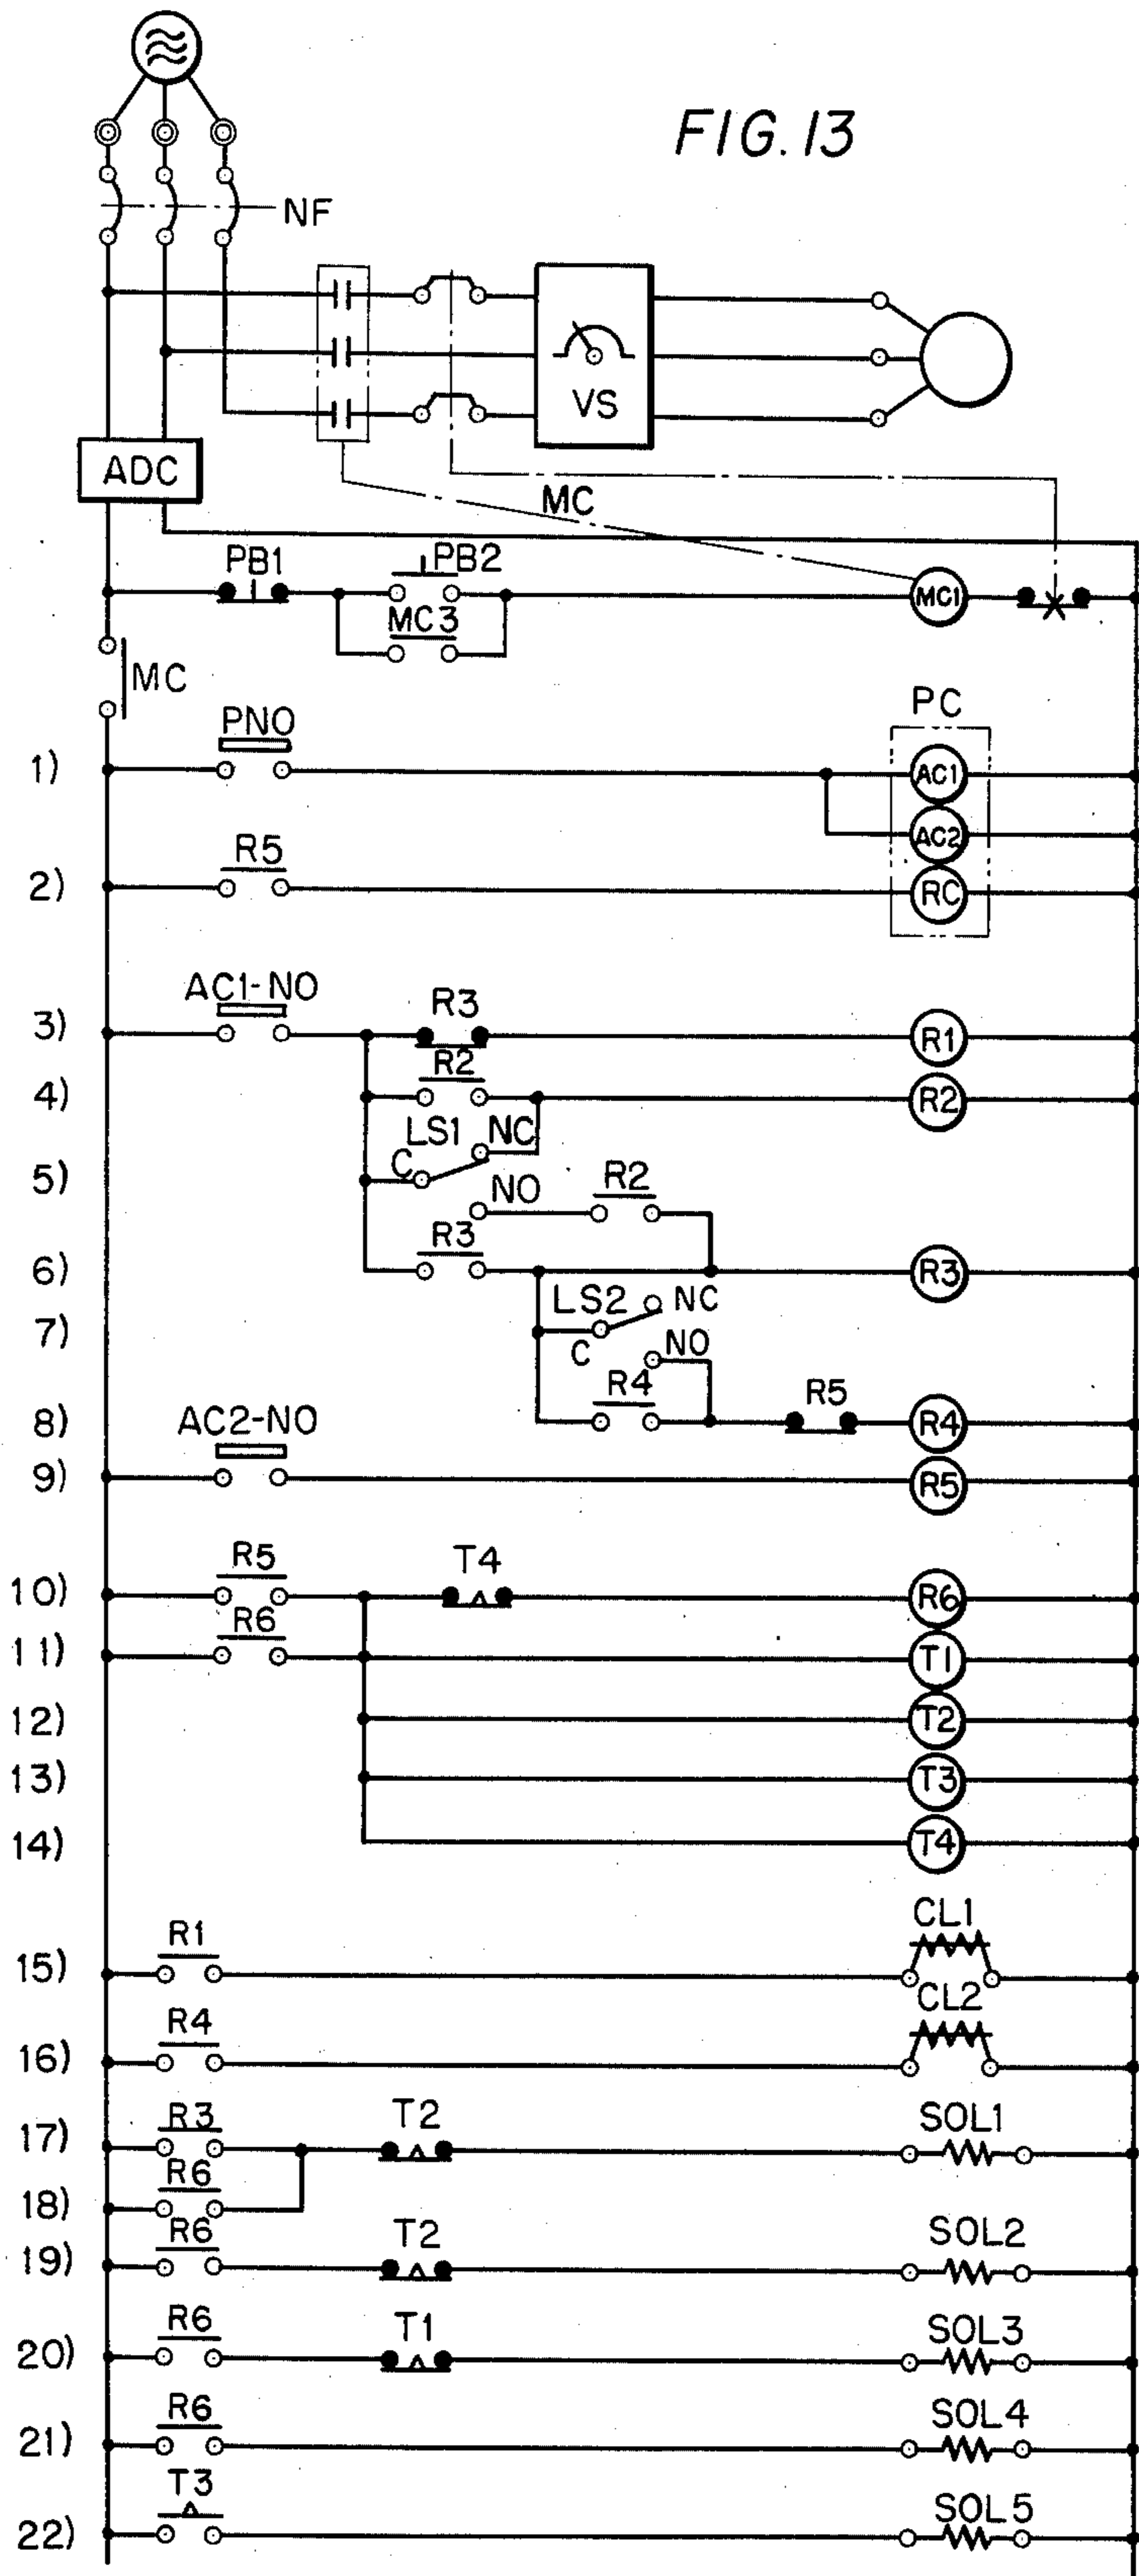 FIG. 13
NF
VS
ADC
MC
PB1 PB2
MC3 MC1
MC
PC
1) PNO AC1
AC2
2) R5 RC
3) AC1-NO R3 R1
4) R2 R2
LS1 NC
5) C NO R2
6) R3 R3
LS2 NC
7) C NO
8) R4 R5 R4
9) AC2-NO R5
10) R5 T4 R6
11) R6 T1
12) T2
13) T3
14) T4
15) R1 CL1
16) R4 CL2
17) R3 T2 SOL1
18) R6
19) R6 T2 SOL2
20) R6 T1 SOL3
21) R6 SOL4
22) T3 SOL5